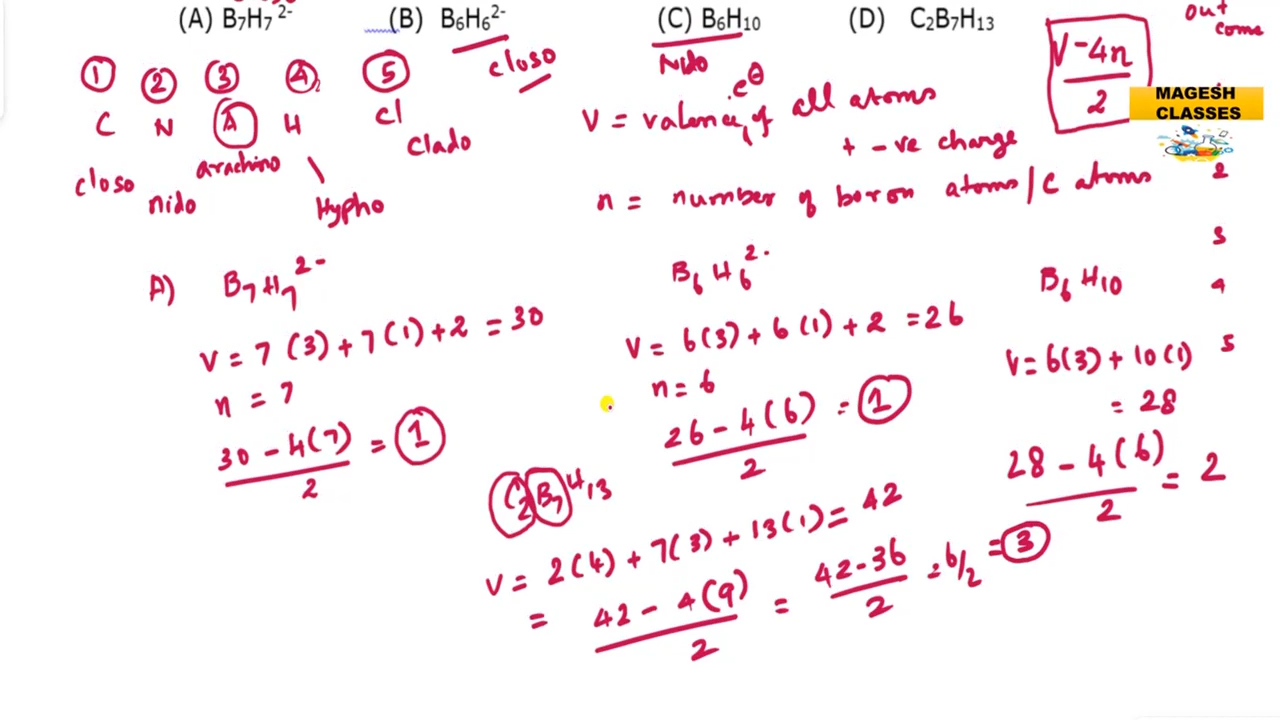 (A) B₇H₇ ²⁻ (B) B₆H₆²⁻ (C) B₆H₁₀ (D) C₂B₇H₁₃
out come
closo
Nido
V-4n / 2
MAGESH CLASSES
1 2 3 4 5
C N A H Cl
closo nido arachino Hypho Clado
V = valence e⊖ of all atoms
+ -ve charge
n = number of boron atoms / C atoms
2
3
4
5
A) B₇H₇²⁻
V = 7(3) + 7(1) + 2 = 30
n = 7
30 - 4(7) / 2 = 1
B₆H₆²⁻
V = 6(3) + 6(1) + 2 = 26
n = 6
26 - 4(6) / 2 = 1
B₆H₁₀
V = 6(3) + 10(1)
= 28
28 - 4(6) / 2 = 2
C₂B₇H₁₃
V = 2(4) + 7(3) + 13(1) = 42
= 42 - 4(9) / 2 = 42-36 / 2 = 6/2 = 3